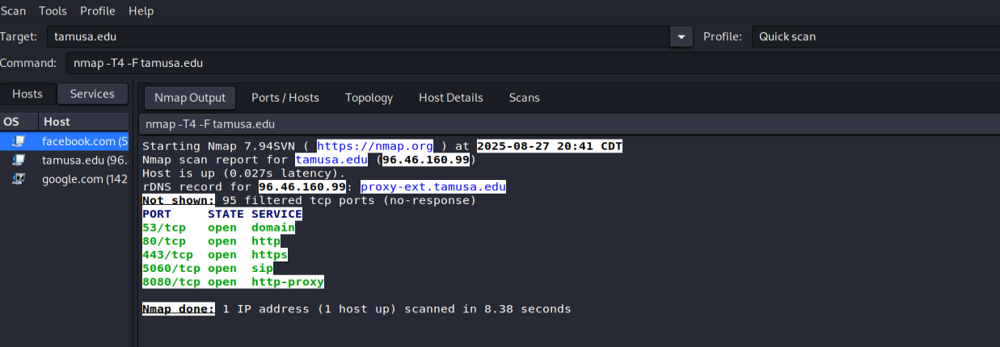 Scan Tools Profile Help
Target: tamusa.edu Profile: Quick scan
Command: nmap -T4 -F tamusa.edu
Hosts Services Nmap Output Ports / Hosts Topology Host Details Scans
OS Host nmap -T4 -F tamusa.edu
facebook.com (5
tamusa.edu (96.
google.com (142
Starting Nmap 7.94SVN ( https://nmap.org ) at 2025-08-27 20:41 CDT
Nmap scan report for tamusa.edu (96.46.160.99)
Host is up (0.027s latency).
rDNS record for 96.46.160.99: proxy-ext.tamusa.edu
Not shown: 95 filtered tcp ports (no-response)
PORT STATE SERVICE
53/tcp open domain
80/tcp open http
443/tcp open https
5060/tcp open sip
8080/tcp open http-proxy
Nmap done: 1 IP address (1 host up) scanned in 8.38 seconds